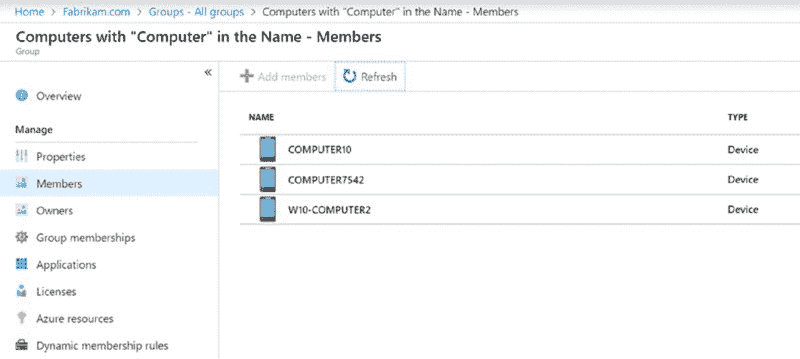 Home > Fabrikam.com > Groups - All groups > Computers with "Computer" in the Name - Members
Computers with "Computer" in the Name - Members
Group
«
Add members
Refresh
Overview
Manage
Properties
Members
Owners
Group memberships
Applications
Licenses
Azure resources
Dynamic membership rules
NAME TYPE
COMPUTER10 Device
COMPUTER7542 Device
W10-COMPUTER2 Device